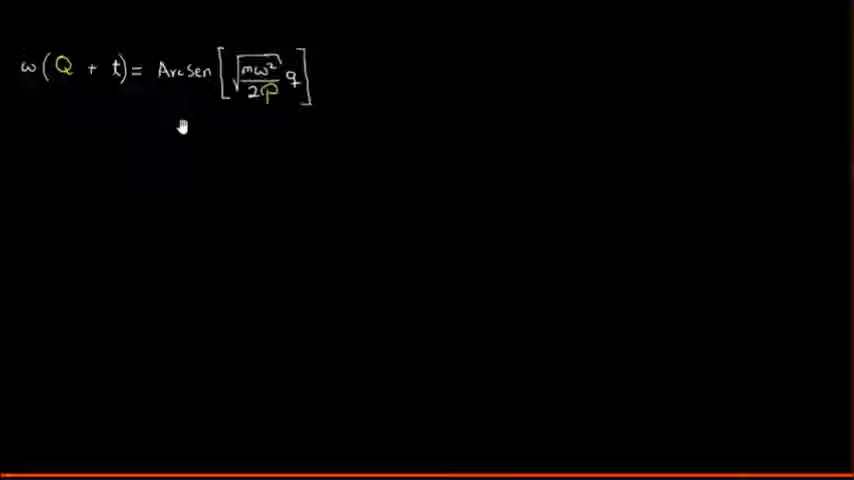 ω(Q + t) = ArcSen[√(mω²/2P) q]